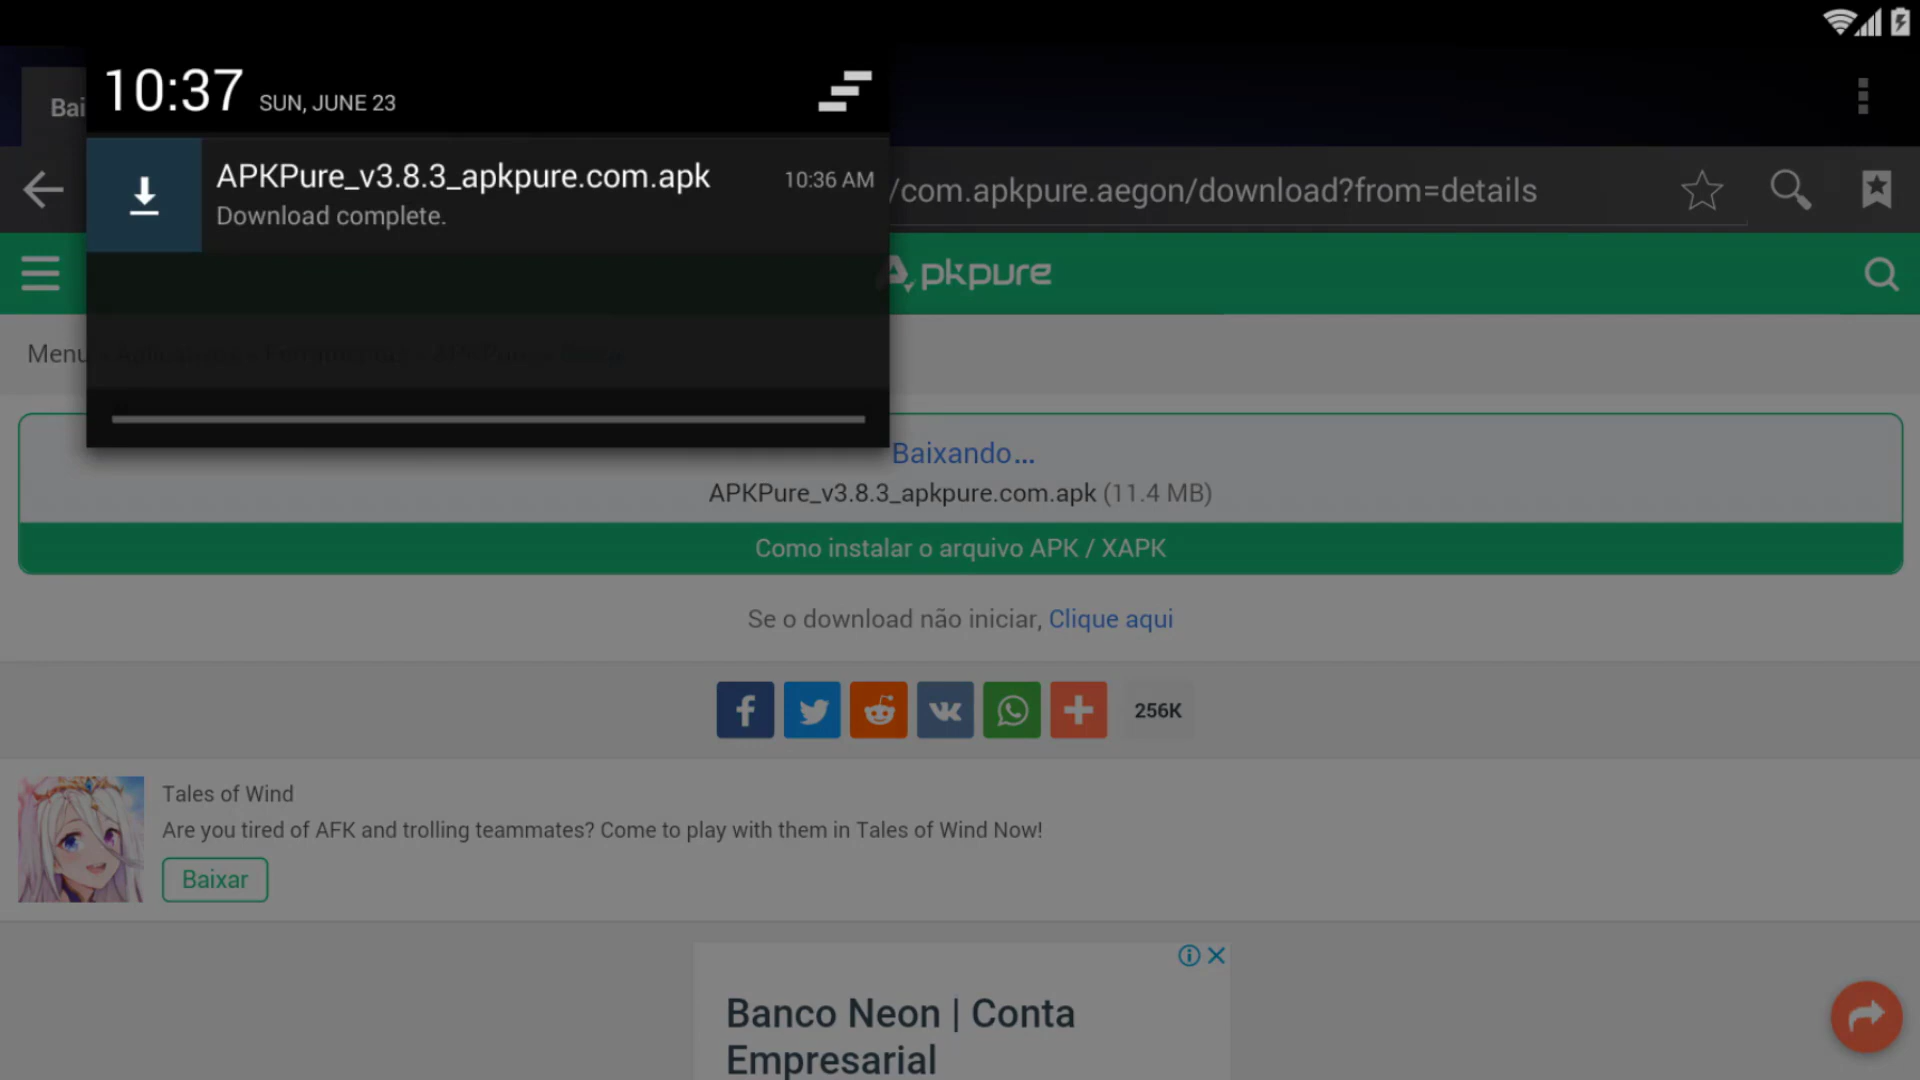 10:37 SUN, JUNE 23
Bai
APKPure_v3.8.3_apkpure.com.apk 10:36 AM
Download complete.
/com.apkpure.aegon/download?from=details
Apkpure
Menu
Baixando...
APKPure_v3.8.3_apkpure.com.apk (11.4 MB)
Como instalar o arquivo APK / XAPK
Se o download não iniciar, Clique aqui
256K
Tales of Wind
Are you tired of AFK and trolling teammates? Come to play with them in Tales of Wind Now!
Baixar
Banco Neon | Conta
Empresarial